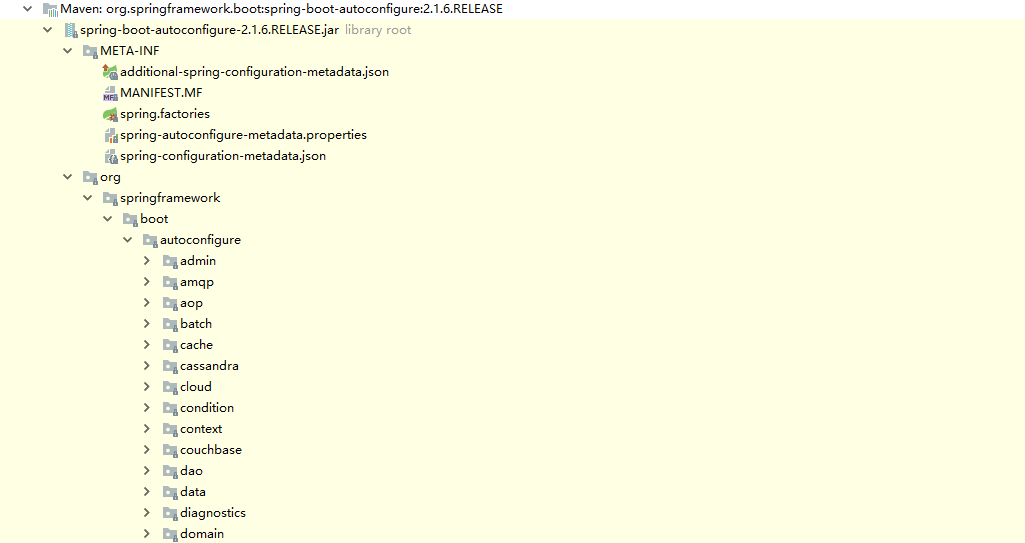 Maven: org.springframework.boot:spring-boot-autoconfigure:2.1.6.RELEASE
spring-boot-autoconfigure-2.1.6.RELEASE.jar library root
META-INF
additional-spring-configuration-metadata.json
MANIFEST.MF
spring.factories
spring-autoconfigure-metadata.properties
spring-configuration-metadata.json
org
springframework
boot
autoconfigure
admin
amqp
aop
batch
cache
cassandra
cloud
condition
context
couchbase
dao
data
diagnostics
domain